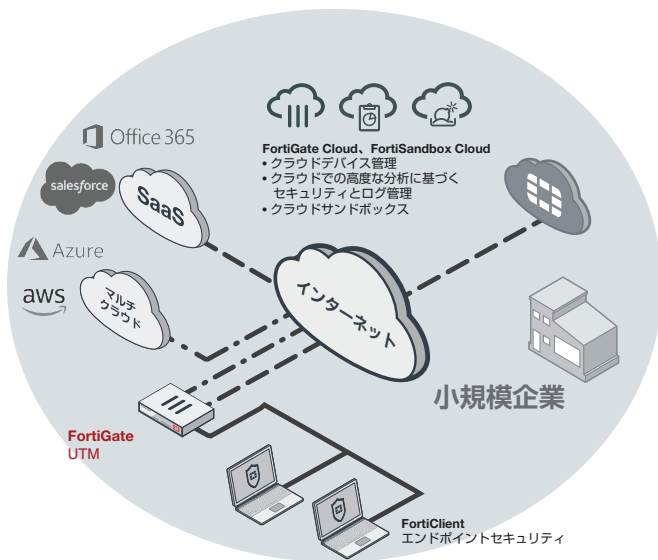 Office 365
salesforce
SaaS
Azure
aws
マルチ
クラウド
FortiGate Cloud、FortiSandbox Cloud
• クラウドデバイス管理
• クラウドでの高度な分析に基づく
セキュリティとログ管理
• クラウドサンドボックス
インターネット
小規模企業
FortiGate
UTM
FortiClient
エンドポイントセキュリティ